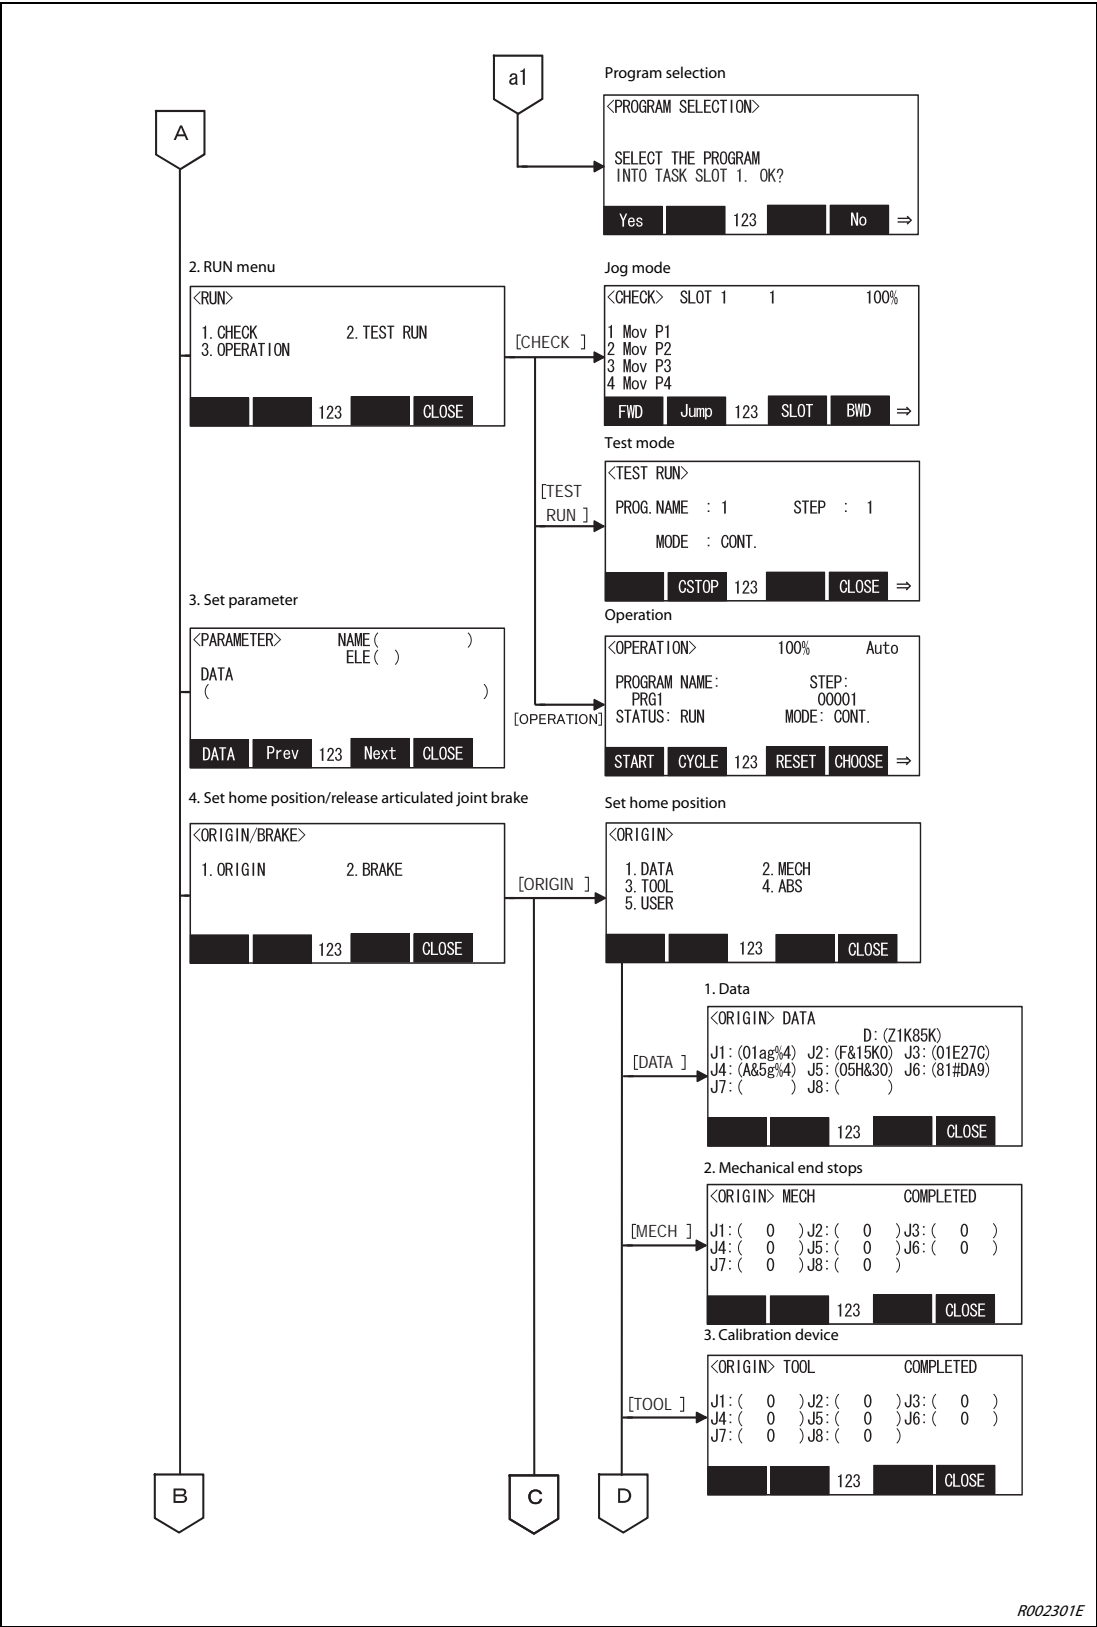 a1
Program selection
<PROGRAM SELECTION>
SELECT THE PROGRAM
INTO TASK SLOT 1. OK?
Yes 123 No ⇒
A
2. RUN menu
<RUN>
1. CHECK 2. TEST RUN
3. OPERATION
123 CLOSE
[CHECK ]
Jog mode
<CHECK> SLOT 1 1 100%
1 Mov P1
2 Mov P2
3 Mov P3
4 Mov P4
FWD Jump 123 SLOT BWD ⇒
[TEST
RUN ]
Test mode
<TEST RUN>
PROG. NAME : 1 STEP : 1
MODE : CONT.
CSTOP 123 CLOSE ⇒
3. Set parameter
<PARAMETER> NAME ( )
ELE ( )
DATA
( )
DATA Prev 123 Next CLOSE
[OPERATION]
Operation
<OPERATION> 100% Auto
PROGRAM NAME: STEP:
PRG1 00001
STATUS: RUN MODE: CONT.
START CYCLE 123 RESET CHOOSE ⇒
4. Set home position/release articulated joint brake
<ORIGIN/BRAKE>
1. ORIGIN 2. BRAKE
123 CLOSE
[ORIGIN ]
Set home position
<ORIGIN>
1. DATA 2. MECH
3. TOOL 4. ABS
5. USER
123 CLOSE
[DATA ]
1. Data
<ORIGIN> DATA
D: (Z1K85K)
J1: (01ag%4) J2: (F&15K0) J3: (01E27C)
J4: (A&5g%4) J5: (05H&30) J6: (81#DA9)
J7: ( ) J8: ( )
123 CLOSE
[MECH ]
2. Mechanical end stops
<ORIGIN> MECH COMPLETED
J1: ( 0 ) J2: ( 0 ) J3: ( 0 )
J4: ( 0 ) J5: ( 0 ) J6: ( 0 )
J7: ( 0 ) J8: ( 0 )
123 CLOSE
[TOOL ]
3. Calibration device
<ORIGIN> TOOL COMPLETED
J1: ( 0 ) J2: ( 0 ) J3: ( 0 )
J4: ( 0 ) J5: ( 0 ) J6: ( 0 )
J7: ( 0 ) J8: ( 0 )
123 CLOSE
B
C
D
R002301E